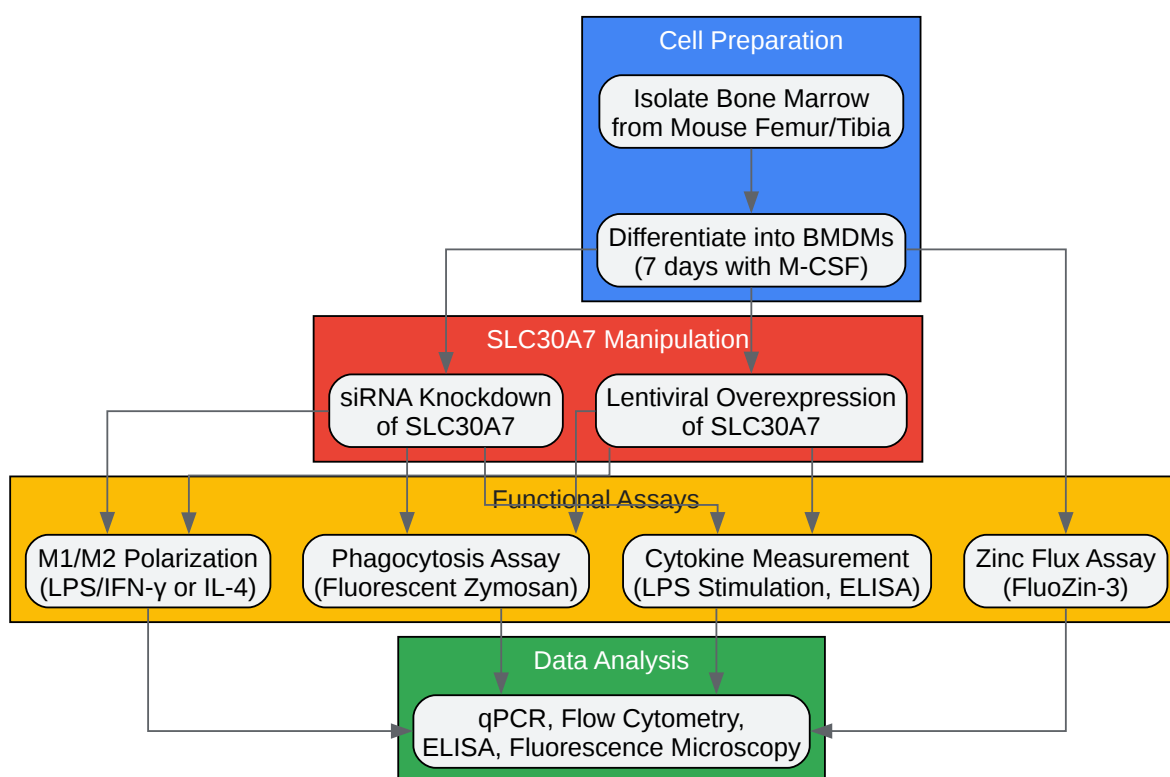 Cell Preparation
Isolate Bone Marrow
from Mouse Femur/Tibia
Differentiate into BMDMs
(7 days with M-CSF)
SLC30A7 Manipulation
siRNA Knockdown
of SLC30A7
Lentiviral Overexpression
of SLC30A7
Functional Assays
M1/M2 Polarization
(LPS/IFN-γ or IL-4)
Phagocytosis Assay
(Fluorescent Zymosan)
Cytokine Measurement
(LPS Stimulation, ELISA)
Zinc Flux Assay
(FluoZin-3)
Data Analysis
qPCR, Flow Cytometry,
ELISA, Fluorescence Microscopy